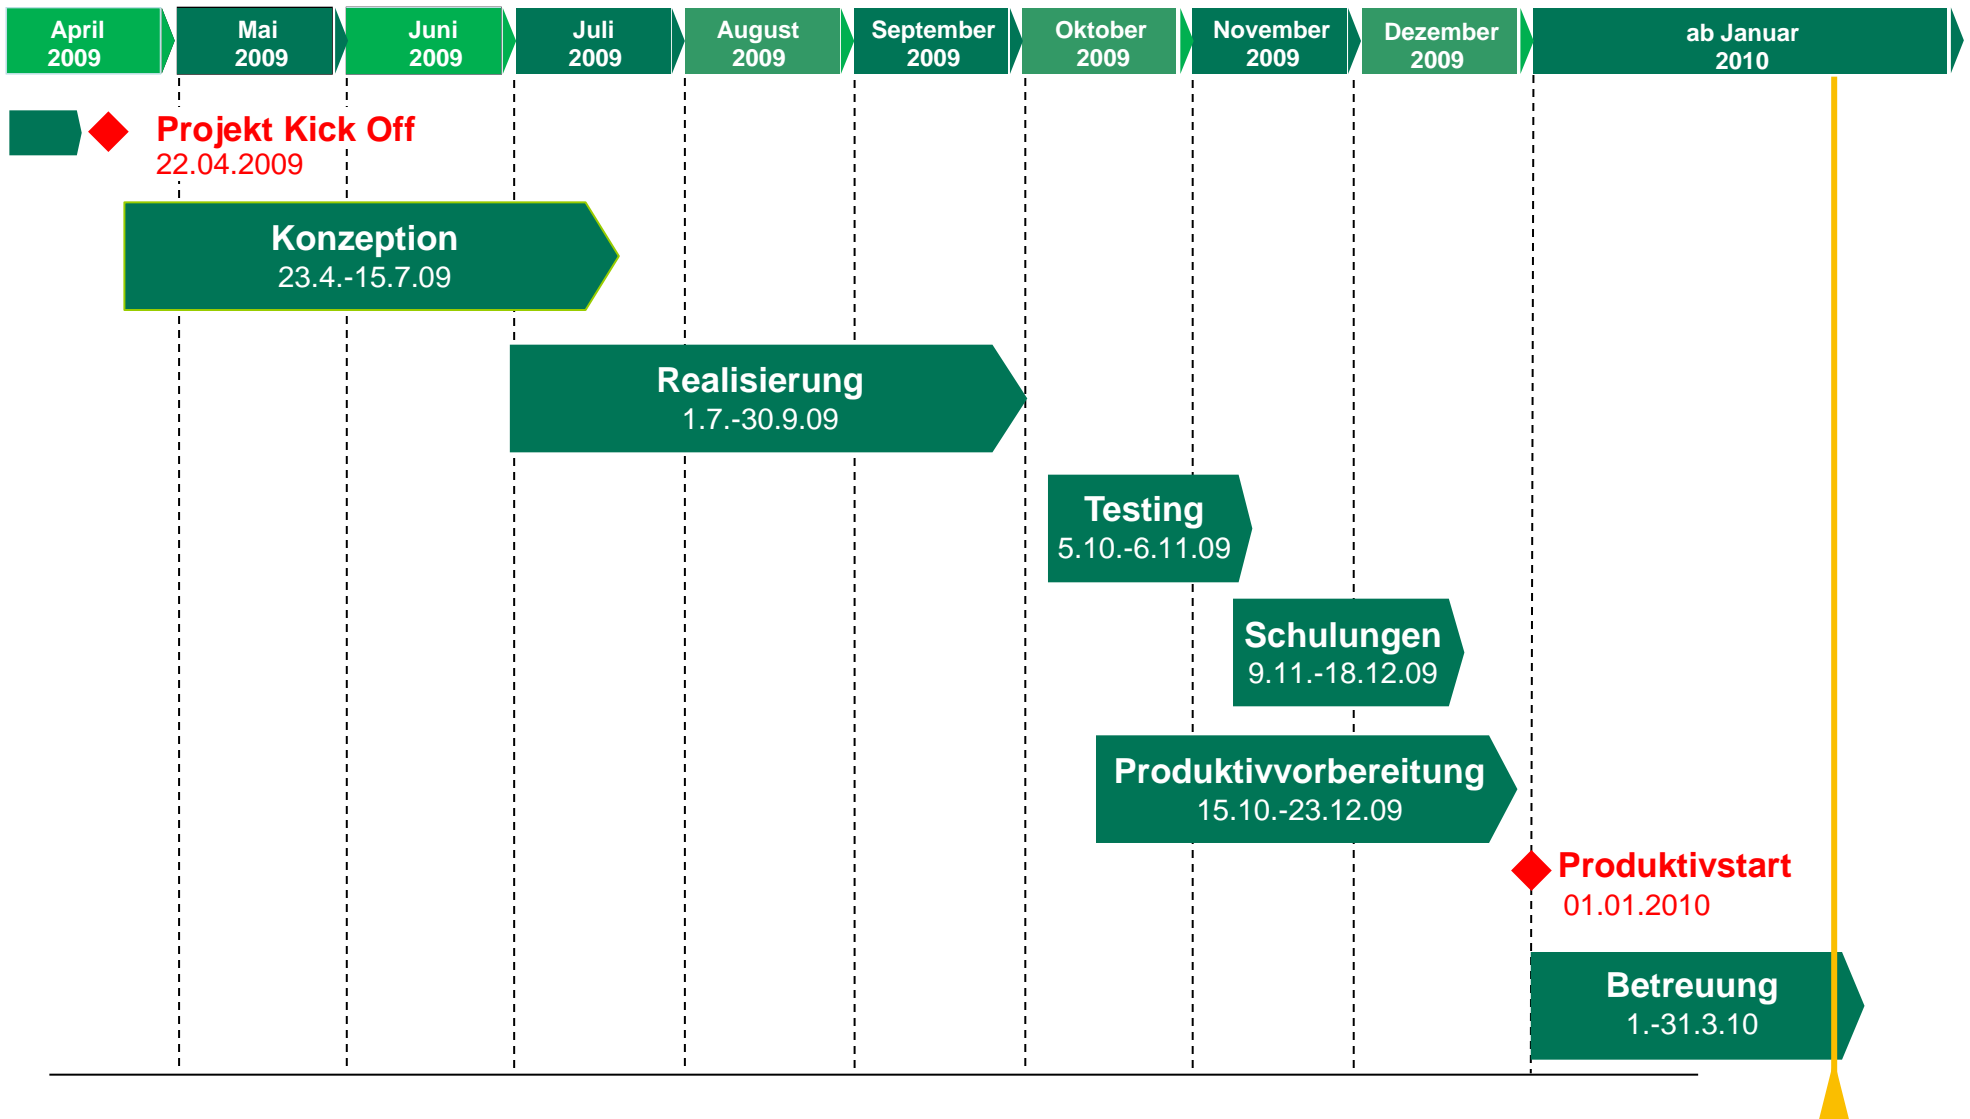 April
2009
Mai
2009
Juni
2009
Juli
2009
August
2009
September
2009
Oktober
2009
November
2009
Dezember
2009
ab Januar
2010
Projekt Kick Off
22.04.2009
Konzeption
23.4.-15.7.09
Realisierung
1.7.-30.9.09
Testing
5.10.-6.11.09
Schulungen
9.11.-18.12.09
Produktivvorbereitung
15.10.-23.12.09
Produktivstart
01.01.2010
Betreuung
1.-31.3.10